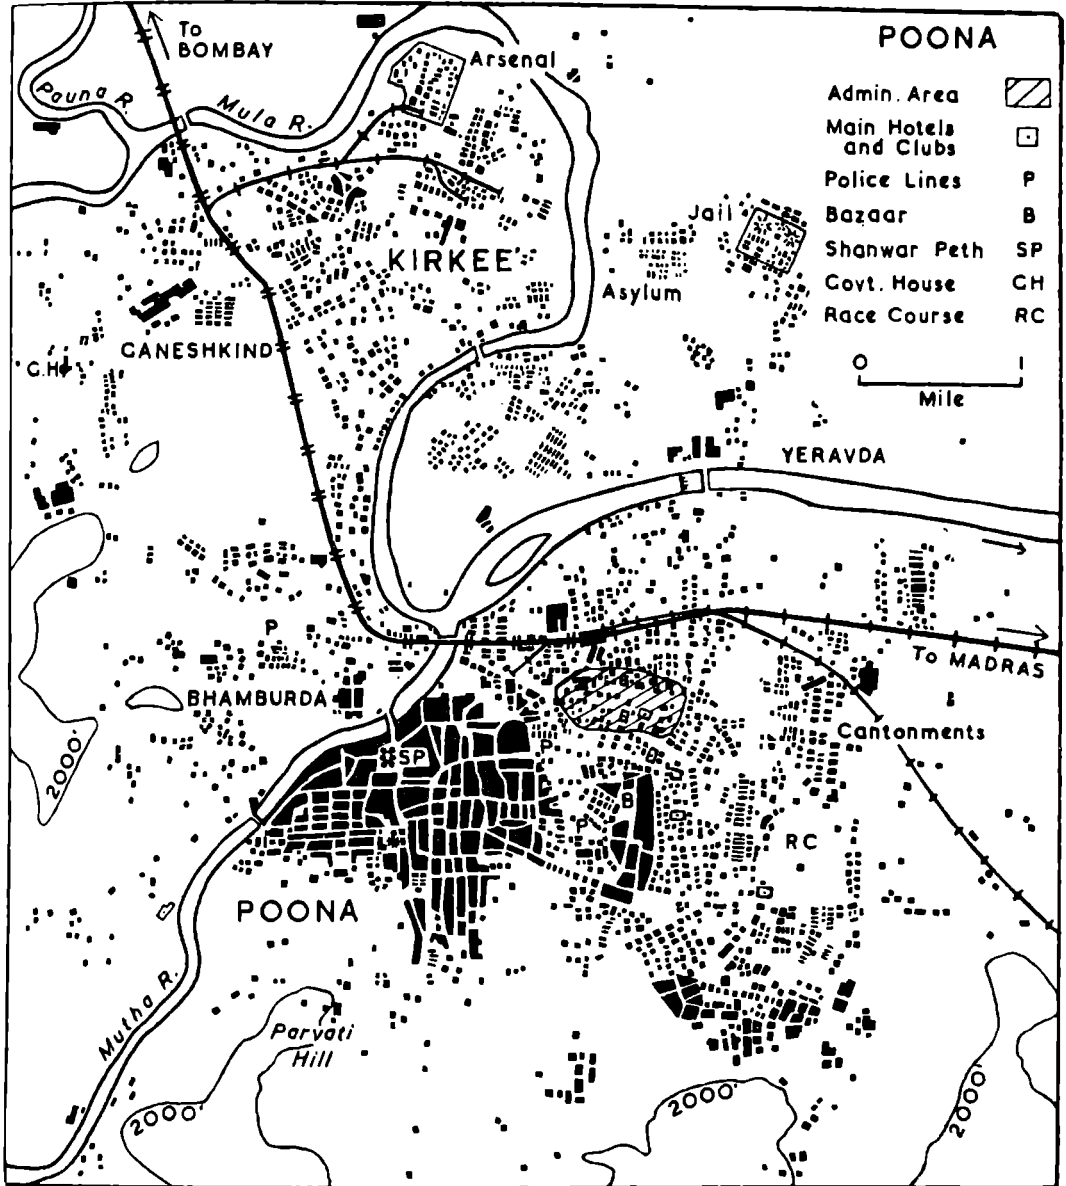 To
BOMBAY
POONA
Arsenal
Pauna R.
Mula R.
Admin. Area
Main Hotels
and Clubs
Police Lines P
Bazaar B
Shanwar Peth SP
Govt. House GH
Race Course RC
0 1
Mile
Jail
KIRKEE
Asylum
GANESHKIND
G.H.
YERAVDA
P
To MADRAS
BHAMBURDA
B
2000'
Cantonments
SP
P
B
P
RC
POONA
Mutha R.
Parvati
Hill
2000'
2000'
2000'